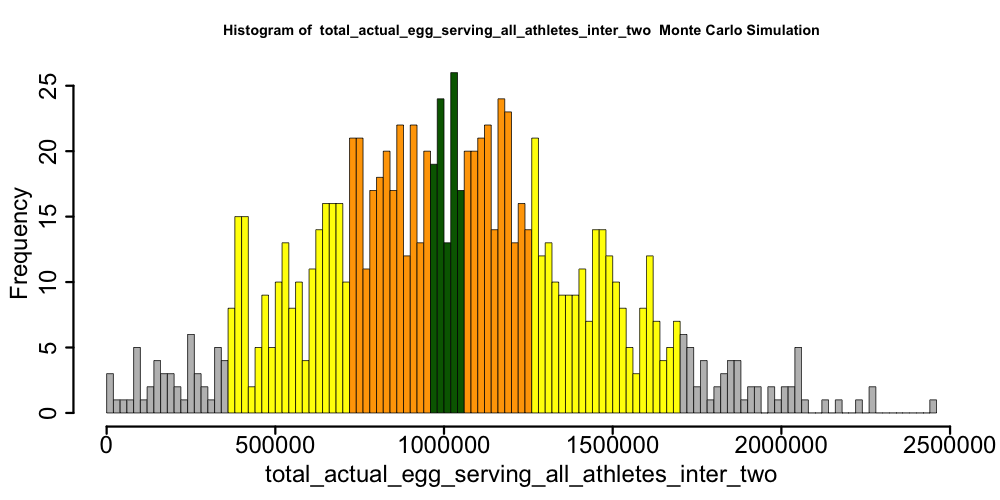 Histogram of  total_actual_egg_serving_all_athletes_inter_two  Monte Carlo Simulation
25
20
15
10
5
0
Frequency
0 500000 1000000 1500000 2000000 2500000
total_actual_egg_serving_all_athletes_inter_two